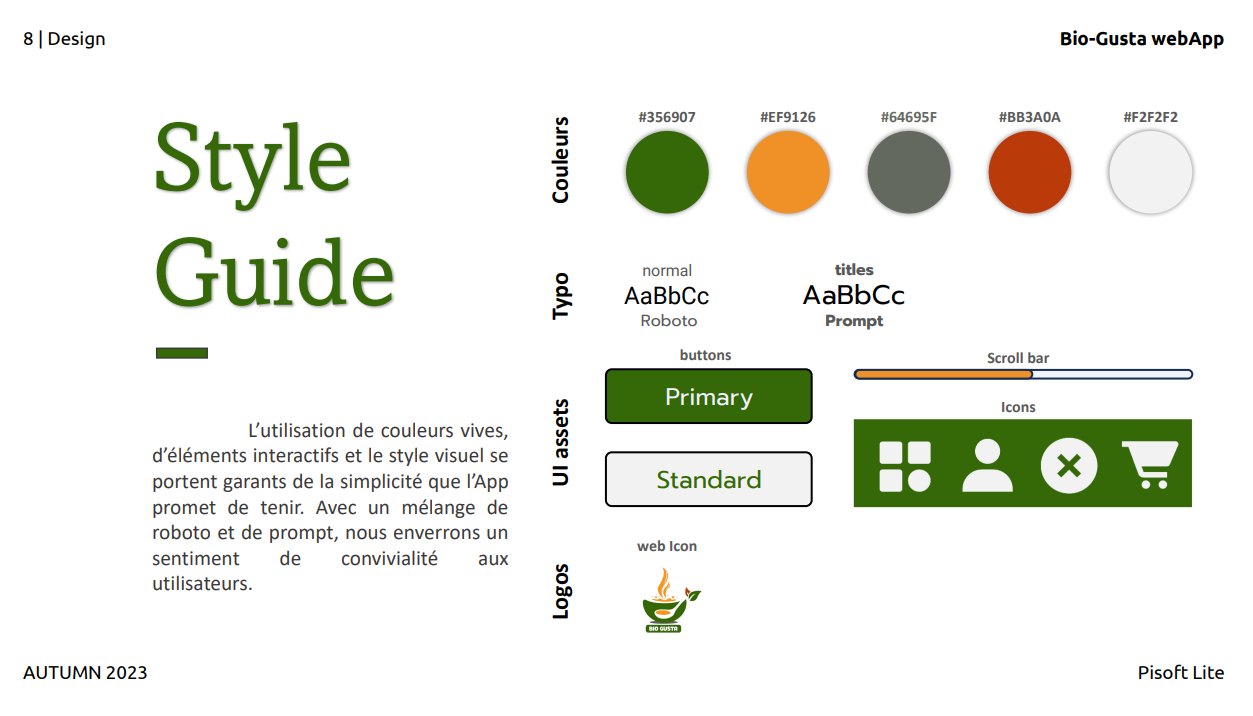 8 | Design
Bio-Gusta webApp
Style
Guide
L’utilisation de couleurs vives,
d’éléments interactifs et le style visuel se
portent garants de la simplicité que l’App
promet de tenir. Avec un mélange de
roboto et de prompt, nous enverrons un
sentiment de convivialité aux
utilisateurs.
Couleurs
#356907 #EF9126 #64695F #BB3A0A #F2F2F2
Typo
normal
AaBbCc
Roboto
titles
AaBbCc
Prompt
UI assets
buttons
Primary
Standard
Scroll bar
Icons
Logos
web Icon
BIO GUSTA
AUTUMN 2023
Pisoft Lite